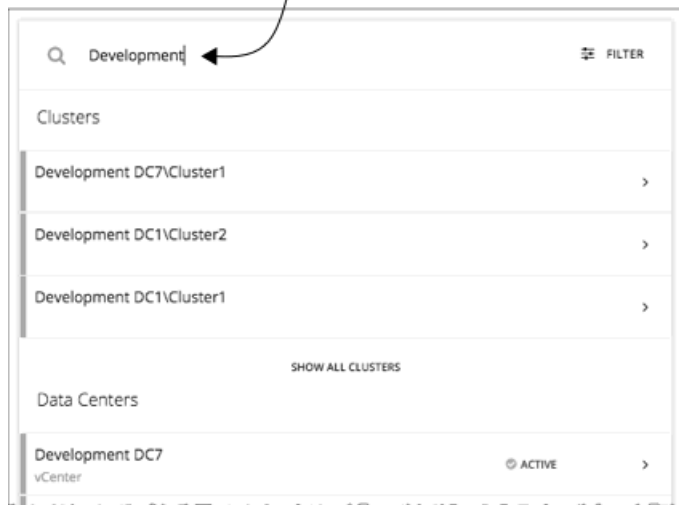 Development
FILTER
Clusters
Development DC7\Cluster1
Development DC1\Cluster2
Development DC1\Cluster1
SHOW ALL CLUSTERS
Data Centers
Development DC7
vCenter
ACTIVE